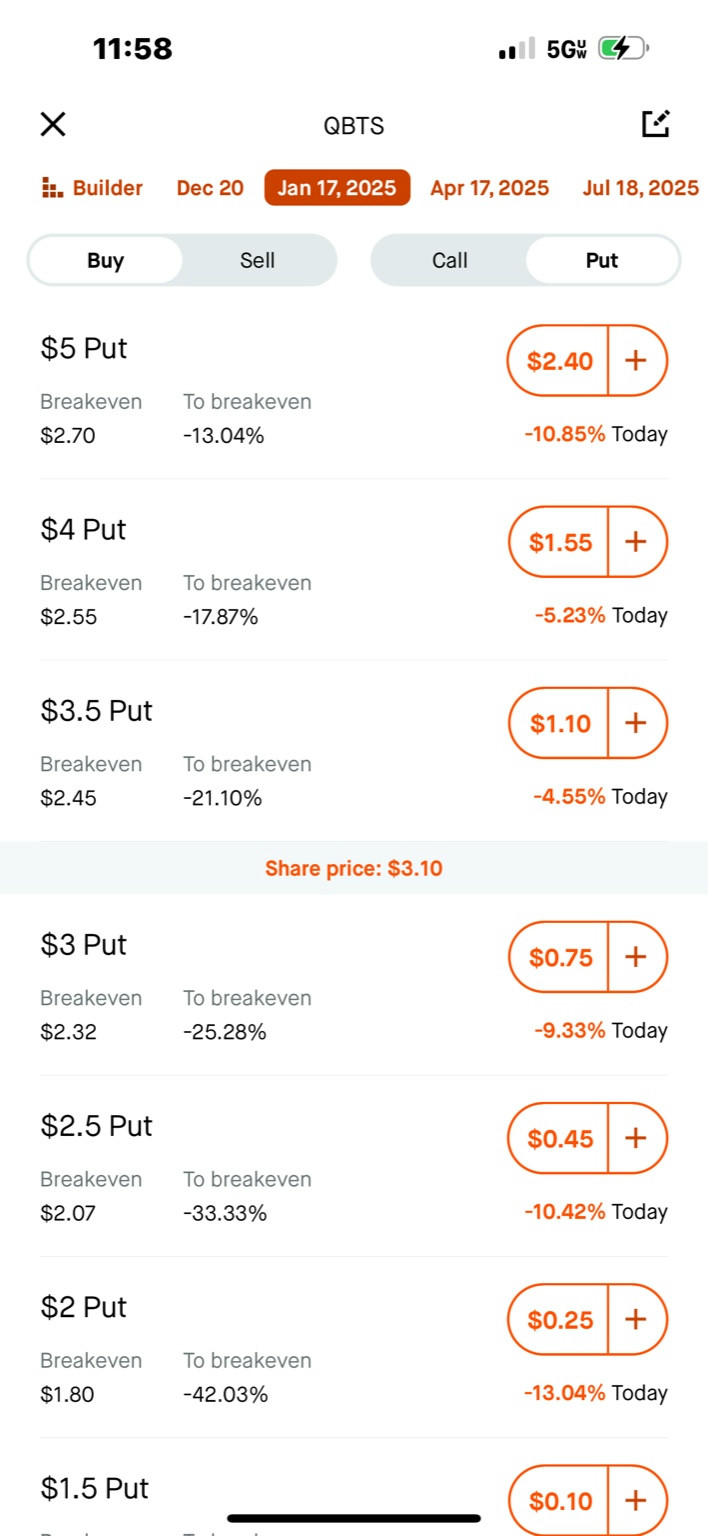 11:58 5GUW
QBTS
Builder Dec 20 Jan 17, 2025 Apr 17, 2025 Jul 18, 2025
Buy Sell Call Put
$5 Put $2.40 +
Breakeven To breakeven
$2.70 -13.04% -10.85% Today
$4 Put $1.55 +
Breakeven To breakeven
$2.55 -17.87% -5.23% Today
$3.5 Put $1.10 +
Breakeven To breakeven
$2.45 -21.10% -4.55% Today
Share price: $3.10
$3 Put $0.75 +
Breakeven To breakeven
$2.32 -25.28% -9.33% Today
$2.5 Put $0.45 +
Breakeven To breakeven
$2.07 -33.33% -10.42% Today
$2 Put $0.25 +
Breakeven To breakeven
$1.80 -42.03% -13.04% Today
$1.5 Put $0.10 +